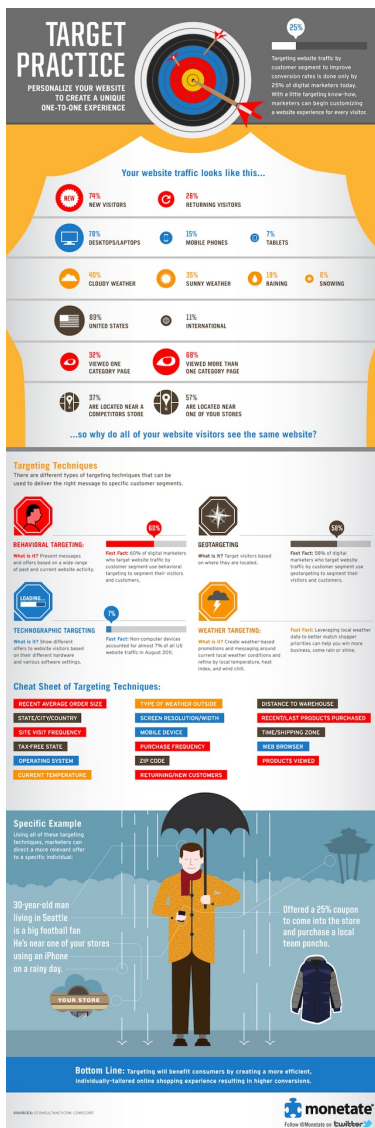 TARGET
PRACTICE
PERSONALIZE YOUR WEBSITE
TO CREATE A UNIQUE
ONE-TO-ONE EXPERIENCE
25%
Targeting website traffic by
customer segment to improve
conversion rates is done only by
25% of digital marketers today.
With a little targeting know-how,
marketers can begin customizing
a website experience for every visitor.
Your website traffic looks like this...
NEW
74%
NEW VISITORS
26%
RETURNING VISITORS
78%
DESKTOPS/LAPTOPS
15%
MOBILE PHONES
7%
TABLETS
40%
CLOUDY WEATHER
35%
SUNNY WEATHER
19%
RAINING
6%
SNOWING
89%
UNITED STATES
11%
INTERNATIONAL
32%
VIEWED ONE
CATEGORY PAGE
68%
VIEWED MORE THAN
ONE CATEGORY PAGE
37%
ARE LOCATED NEAR A
COMPETITORS STORE
57%
ARE LOCATED NEAR
ONE OF YOUR STORES
...so why do all of your website visitors see the same website?
Targeting Techniques
There are different types of targeting techniques that can be
used to deliver the right message to specific customer segments.
60%
BEHAVIORAL TARGETING:
What is it? Present messages
and offers based on a wide range
of past and current website activity.
Fast Fact: 60% of digital marketers
who target website traffic by
customer segment use behavioral
targeting to segment their visitors
and customers.
58%
GEOTARGETING
What is it? Target visitors based
on where they are located.
Fast Fact: 58% of digital
marketers who target website
traffic by customer segment use
geotargeting to segment their
visitors and customers.
LOADING...
7%
TECHNOGRAPHIC TARGETING
What is it? Show different
offers to website visitors based
on their different hardware
and various software settings.
Fast Fact: Non-computer devices
accounted for almost 7% of all US
website traffic in August 2011.
WEATHER TARGETING:
What is it? Create weather-based
promotions and messaging around
current local weather conditions and
refine by local temperature, heat
index, and wind chill.
Fast Fact: Leveraging local weather
data to better match shopper
priorities can help you win more
business, come rain or shine.
Cheat Sheet of Targeting Techniques:
RECENT AVERAGE ORDER SIZE
TYPE OF WEATHER OUTSIDE
DISTANCE TO WAREHOUSE
STATE/CITY/COUNTRY
SCREEN RESOLUTION/WIDTH
RECENT/LAST PRODUCTS PURCHASED
SITE VISIT FREQUENCY
MOBILE DEVICE
TIME/SHIPPING ZONE
TAX-FREE STATE
PURCHASE FREQUENCY
WEB BROWSER
OPERATING SYSTEM
ZIP CODE
PRODUCTS VIEWED
CURRENT TEMPERATURE
RETURNING/NEW CUSTOMERS
Specific Example
Using all of these targeting
techniques, marketers can
direct a more relevant offer
to a specific individual:
30-year-old man
living in Seattle
is a big football fan
He's near one of your stores
using an iPhone
on a rainy day.
Offered a 25% coupon
to come into the store
and purchase a local
team poncho.
YOUR STORE
Bottom Line: Targeting will benefit consumers by creating a more efficient,
individually-tailored online shopping experience resulting in higher conversions.
SOURCES: ECONSULTANCY.COM, COMSCORE
monetate
Follow @Monetate on twitter